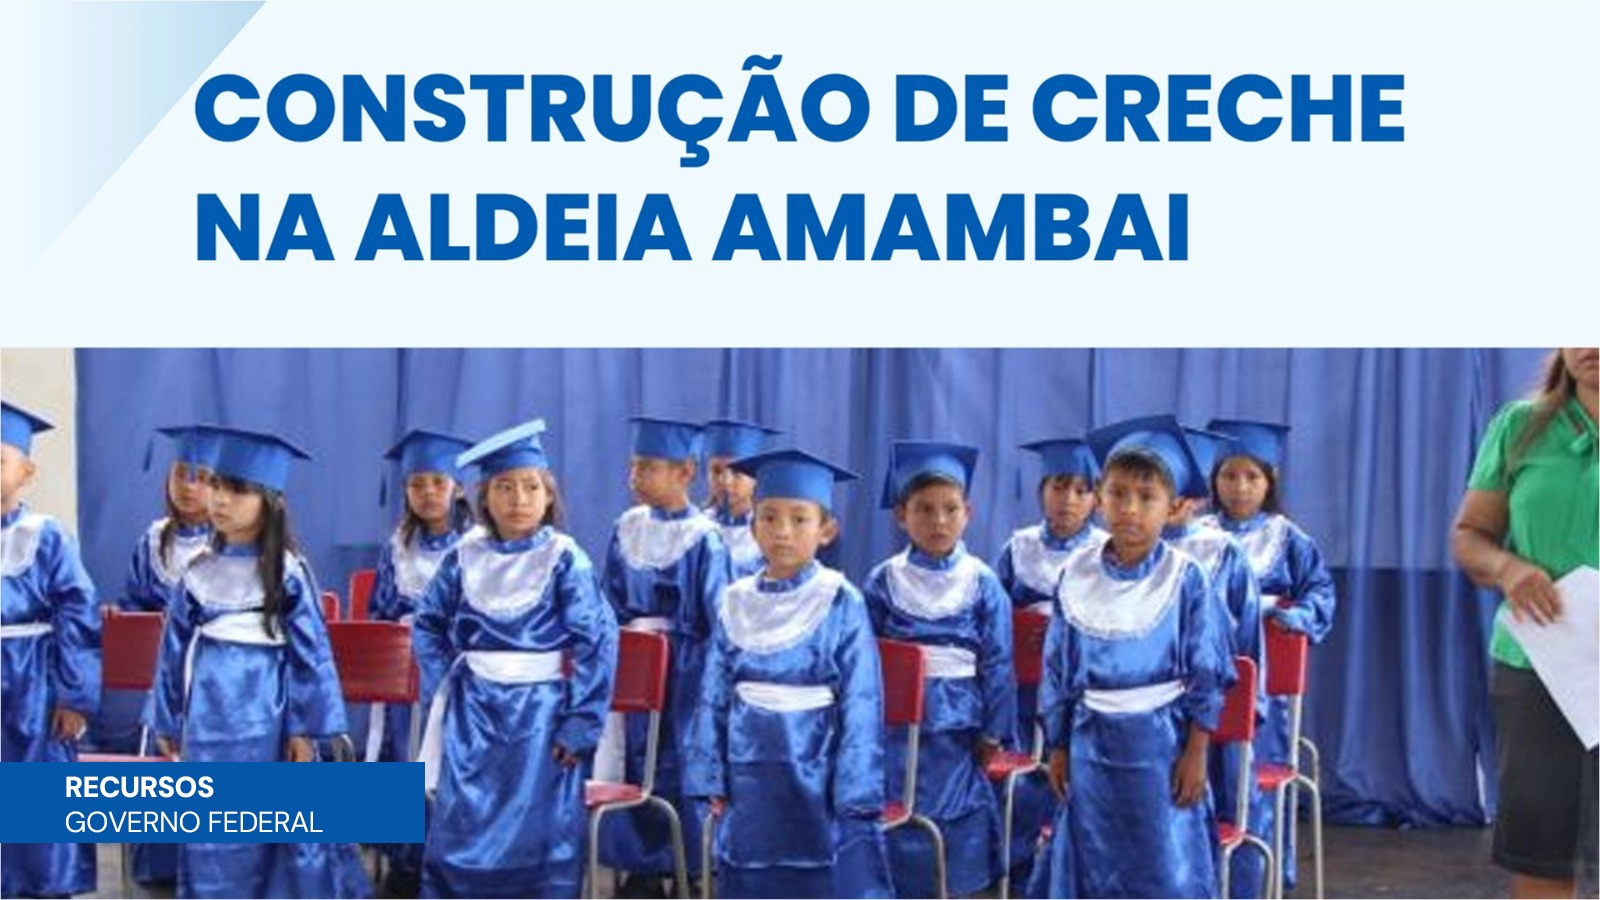 CONSTRUÇÃO DE CRECHE
NA ALDEIA AMAMBAI
RECURSOS
GOVERNO FEDERAL